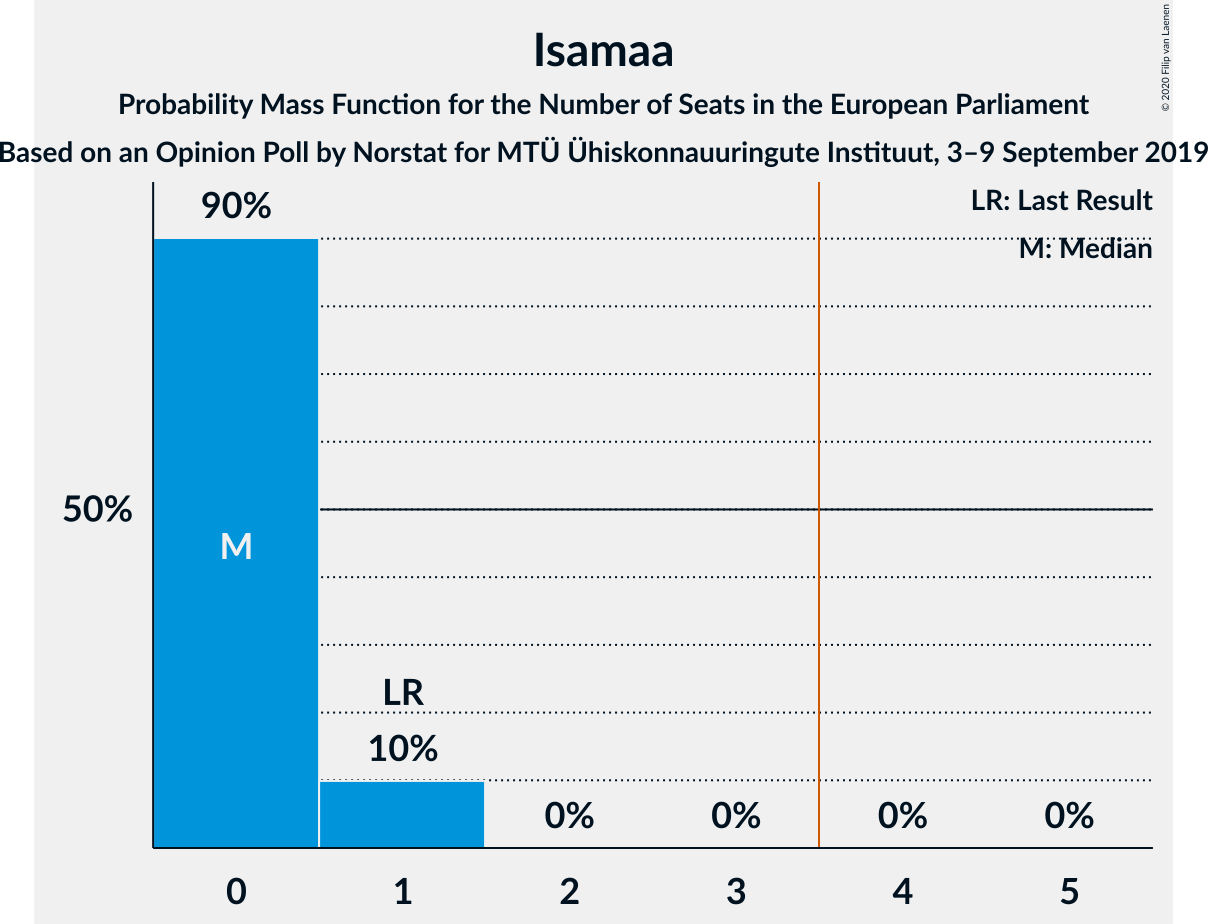 Isamaa
Probability Mass Function for the Number of Seats in the European Parliament
Based on an Opinion Poll by Norstat for MTÜ Ühiskonnauuringute Instituut, 3–9 September 2019
© 2020 Filip van Laenen
LR: Last Result
M: Median
90%
50%
M
LR
10%
0%
0%
0%
0%
0
1
2
3
4
5